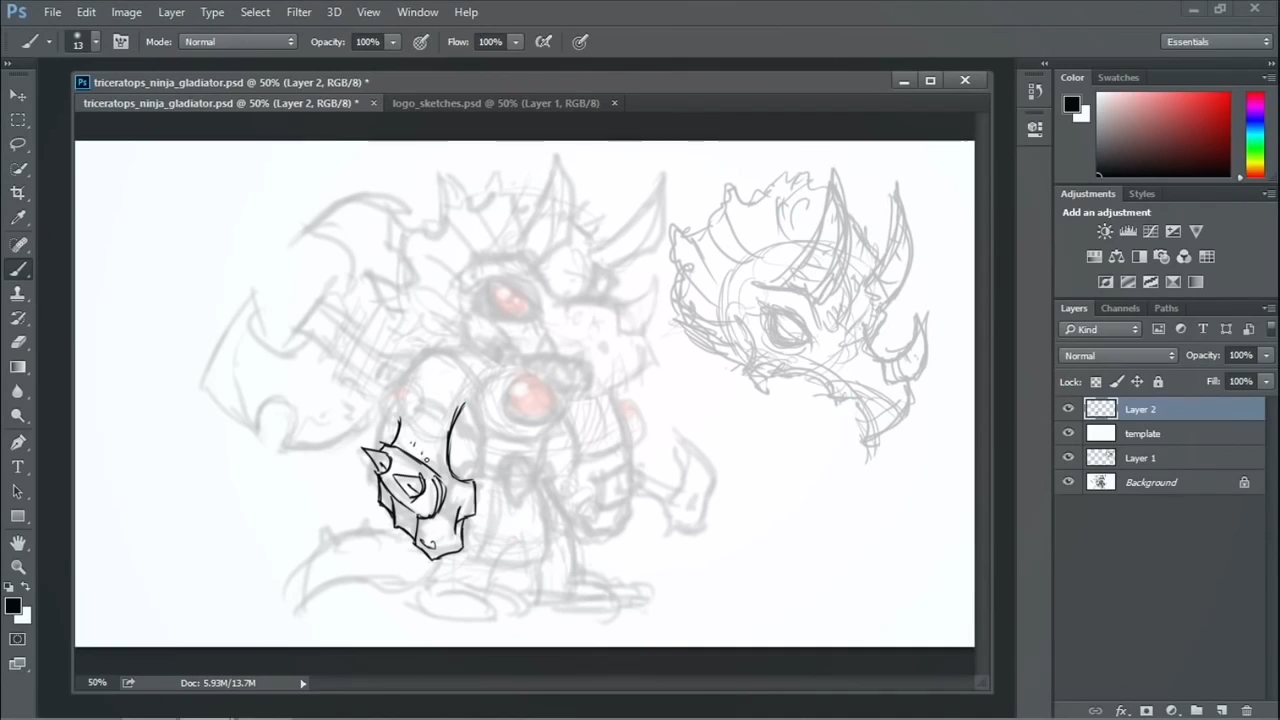 Ps File Edit Image Layer Type Select Filter 3D View Window Help
13 Mode: Normal Opacity: 100% Flow: 100% Essentials
Ps triceratops_ninja_gladiator.psd @ 50% (Layer 2, RGB/8) *
triceratops_ninja_gladiator.psd @ 50% (Layer 2, RGB/8) * × logo_sketches.psd @ 50% (Layer 1, RGB/8) ×
Color Swatches
Adjustments Styles
Add an adjustment
Layers Channels Paths
Kind
Normal Opacity: 100%
Lock: Fill: 100%
Layer 2
template
Layer 1
Background
50% Doc: 5.93M/13.7M